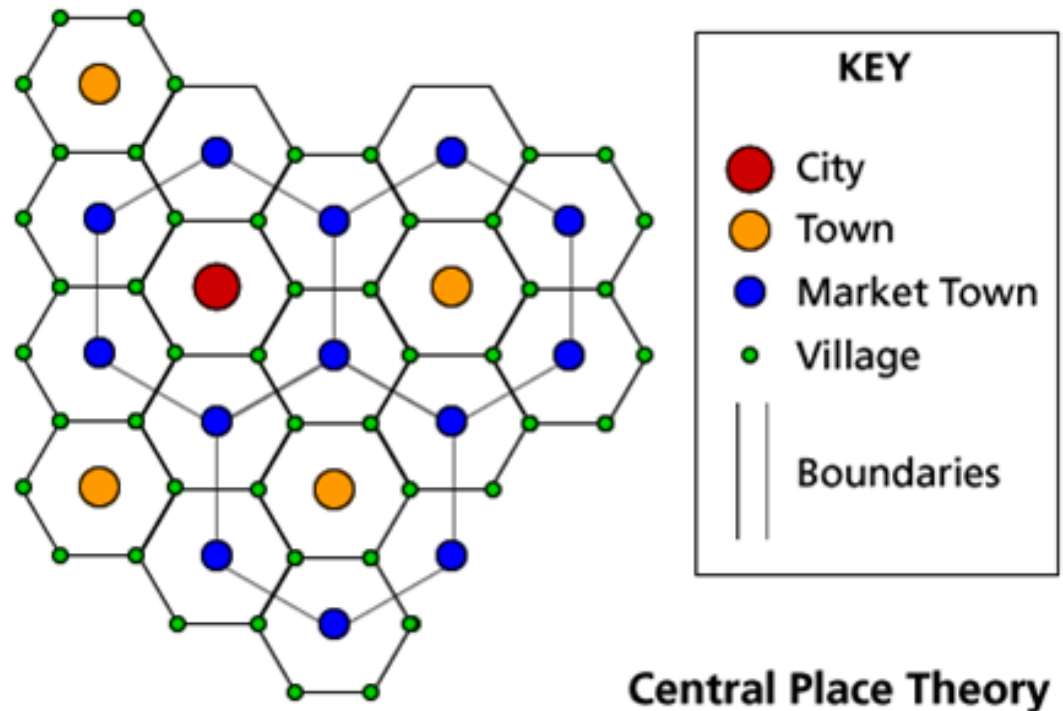 KEY
City
Town
Market Town
Village
Boundaries
Central Place Theory